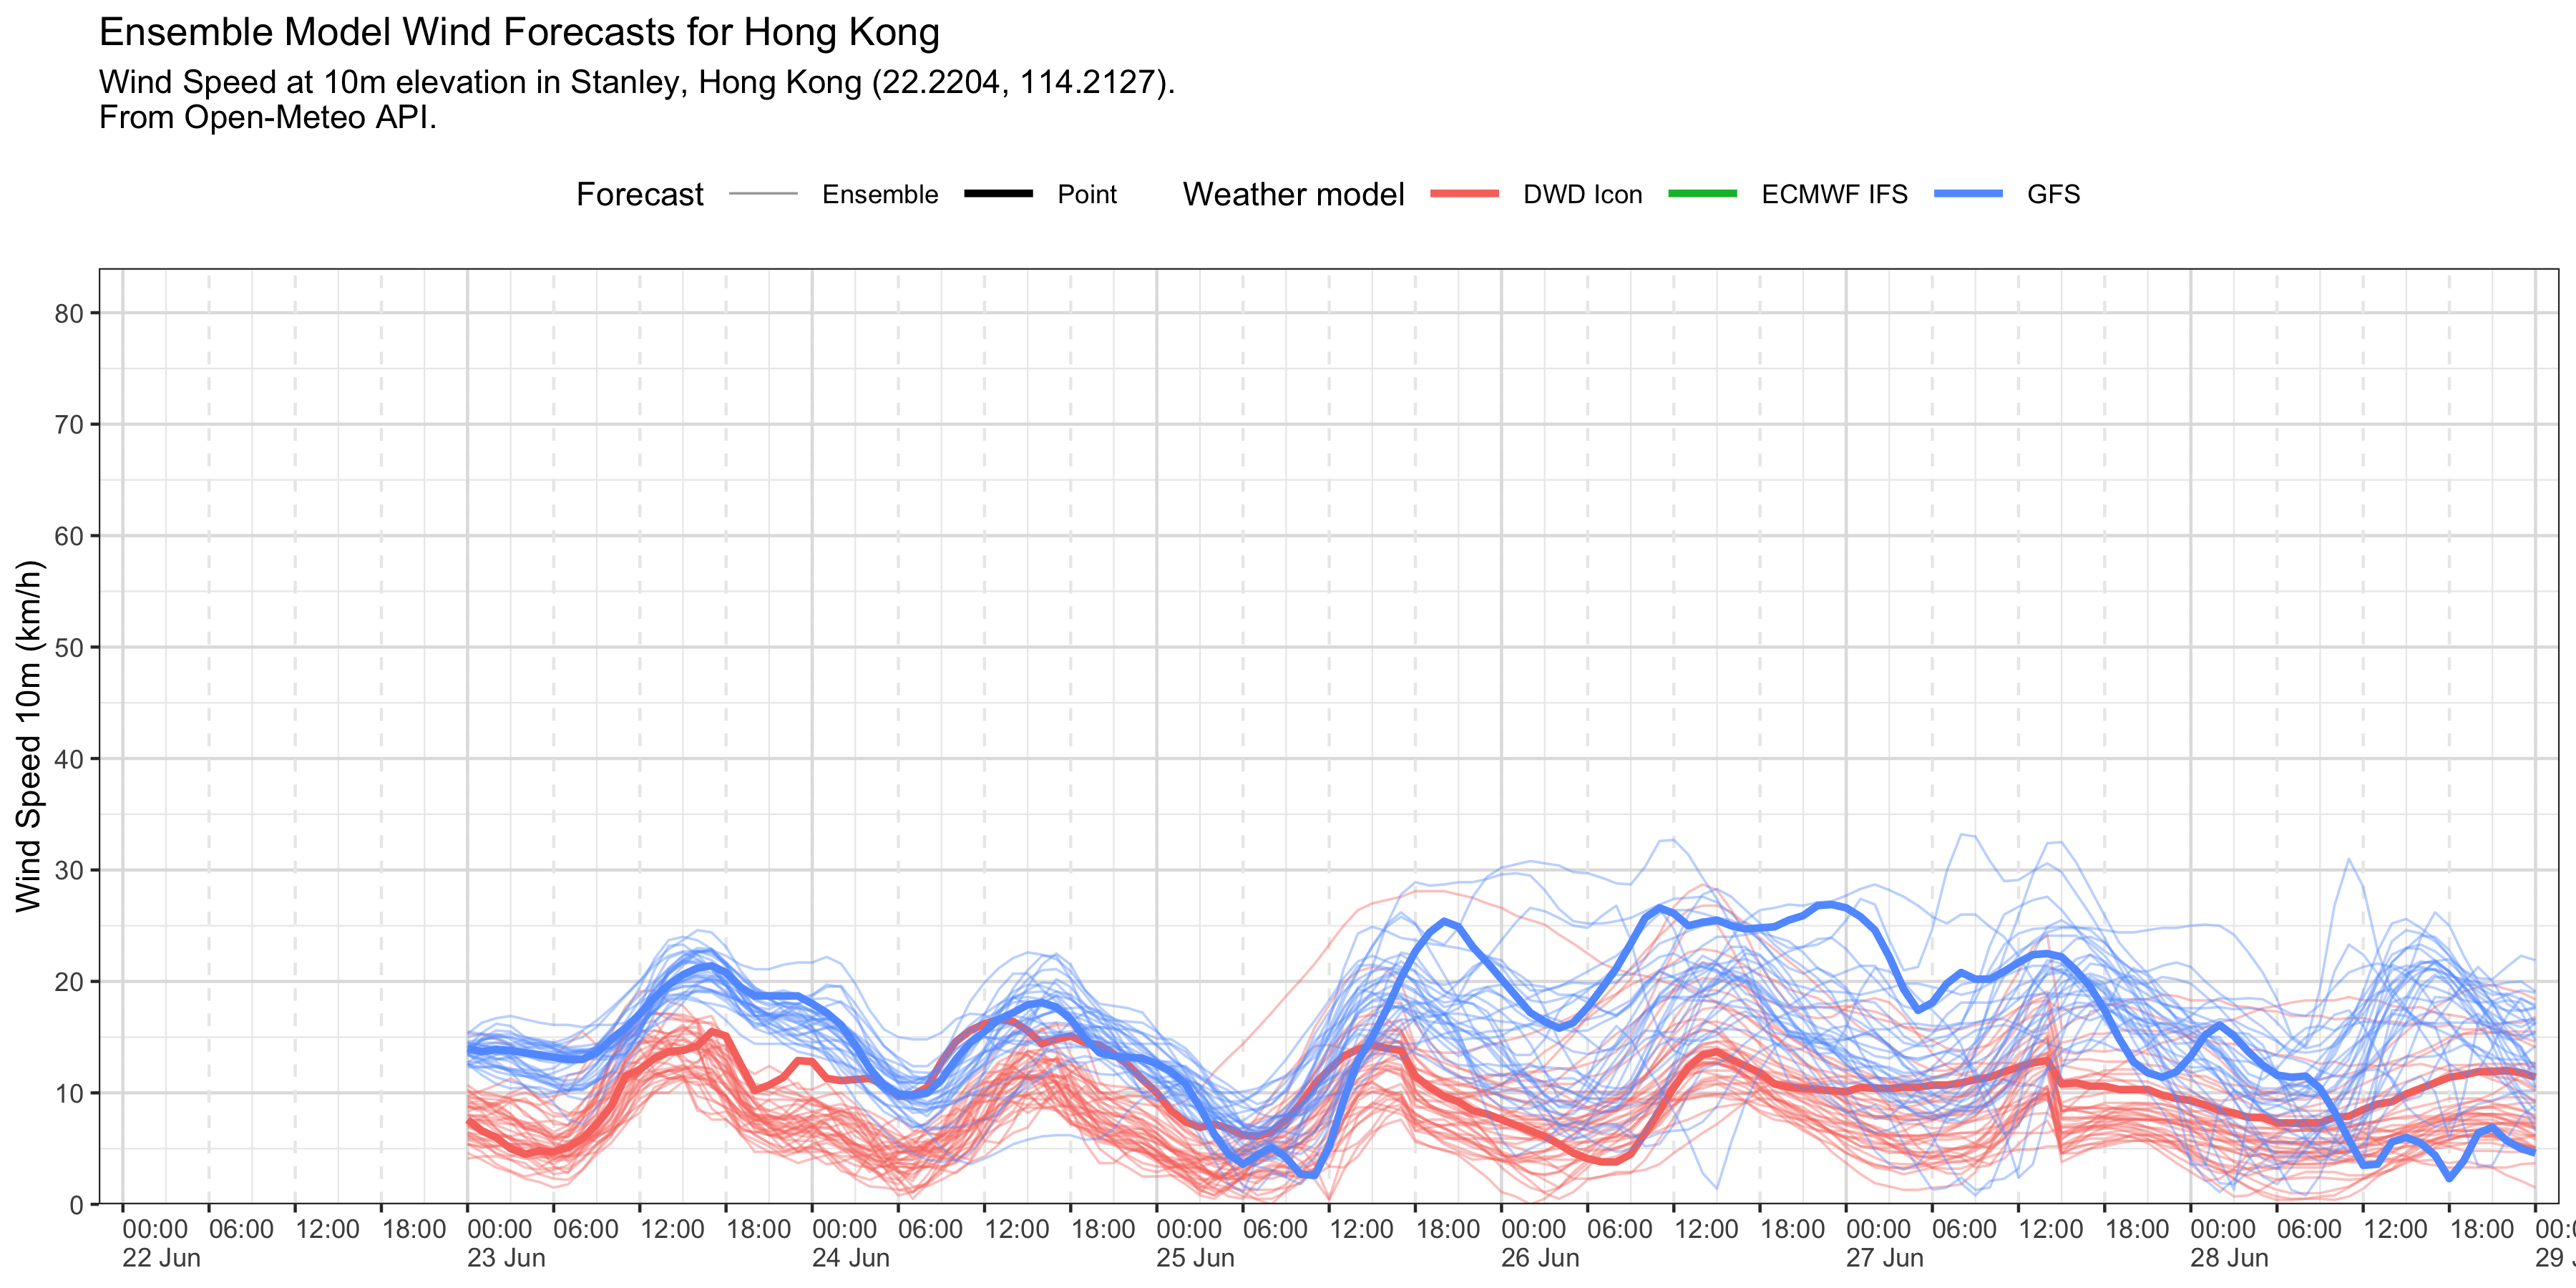 Ensemble Model Wind Forecasts for Hong Kong
Wind Speed at 10m elevation in Stanley, Hong Kong (22.2204, 114.2127).
From Open-Meteo API.
Forecast Ensemble Point Weather model DWD Icon ECMWF IFS GFS
Wind Speed 10m (km/h)
80
70
60
50
40
30
20
10
0
00:00 06:00 12:00 18:00 00:00 06:00 12:00 18:00 00:00 06:00 12:00 18:00 00:00 06:00 12:00 18:00 00:00 06:00 12:00 18:00 00:00 06:00 12:00 18:00 00:00 06:00 12:00 18:00 00:
22 Jun 23 Jun 24 Jun 25 Jun 26 Jun 27 Jun 28 Jun 29